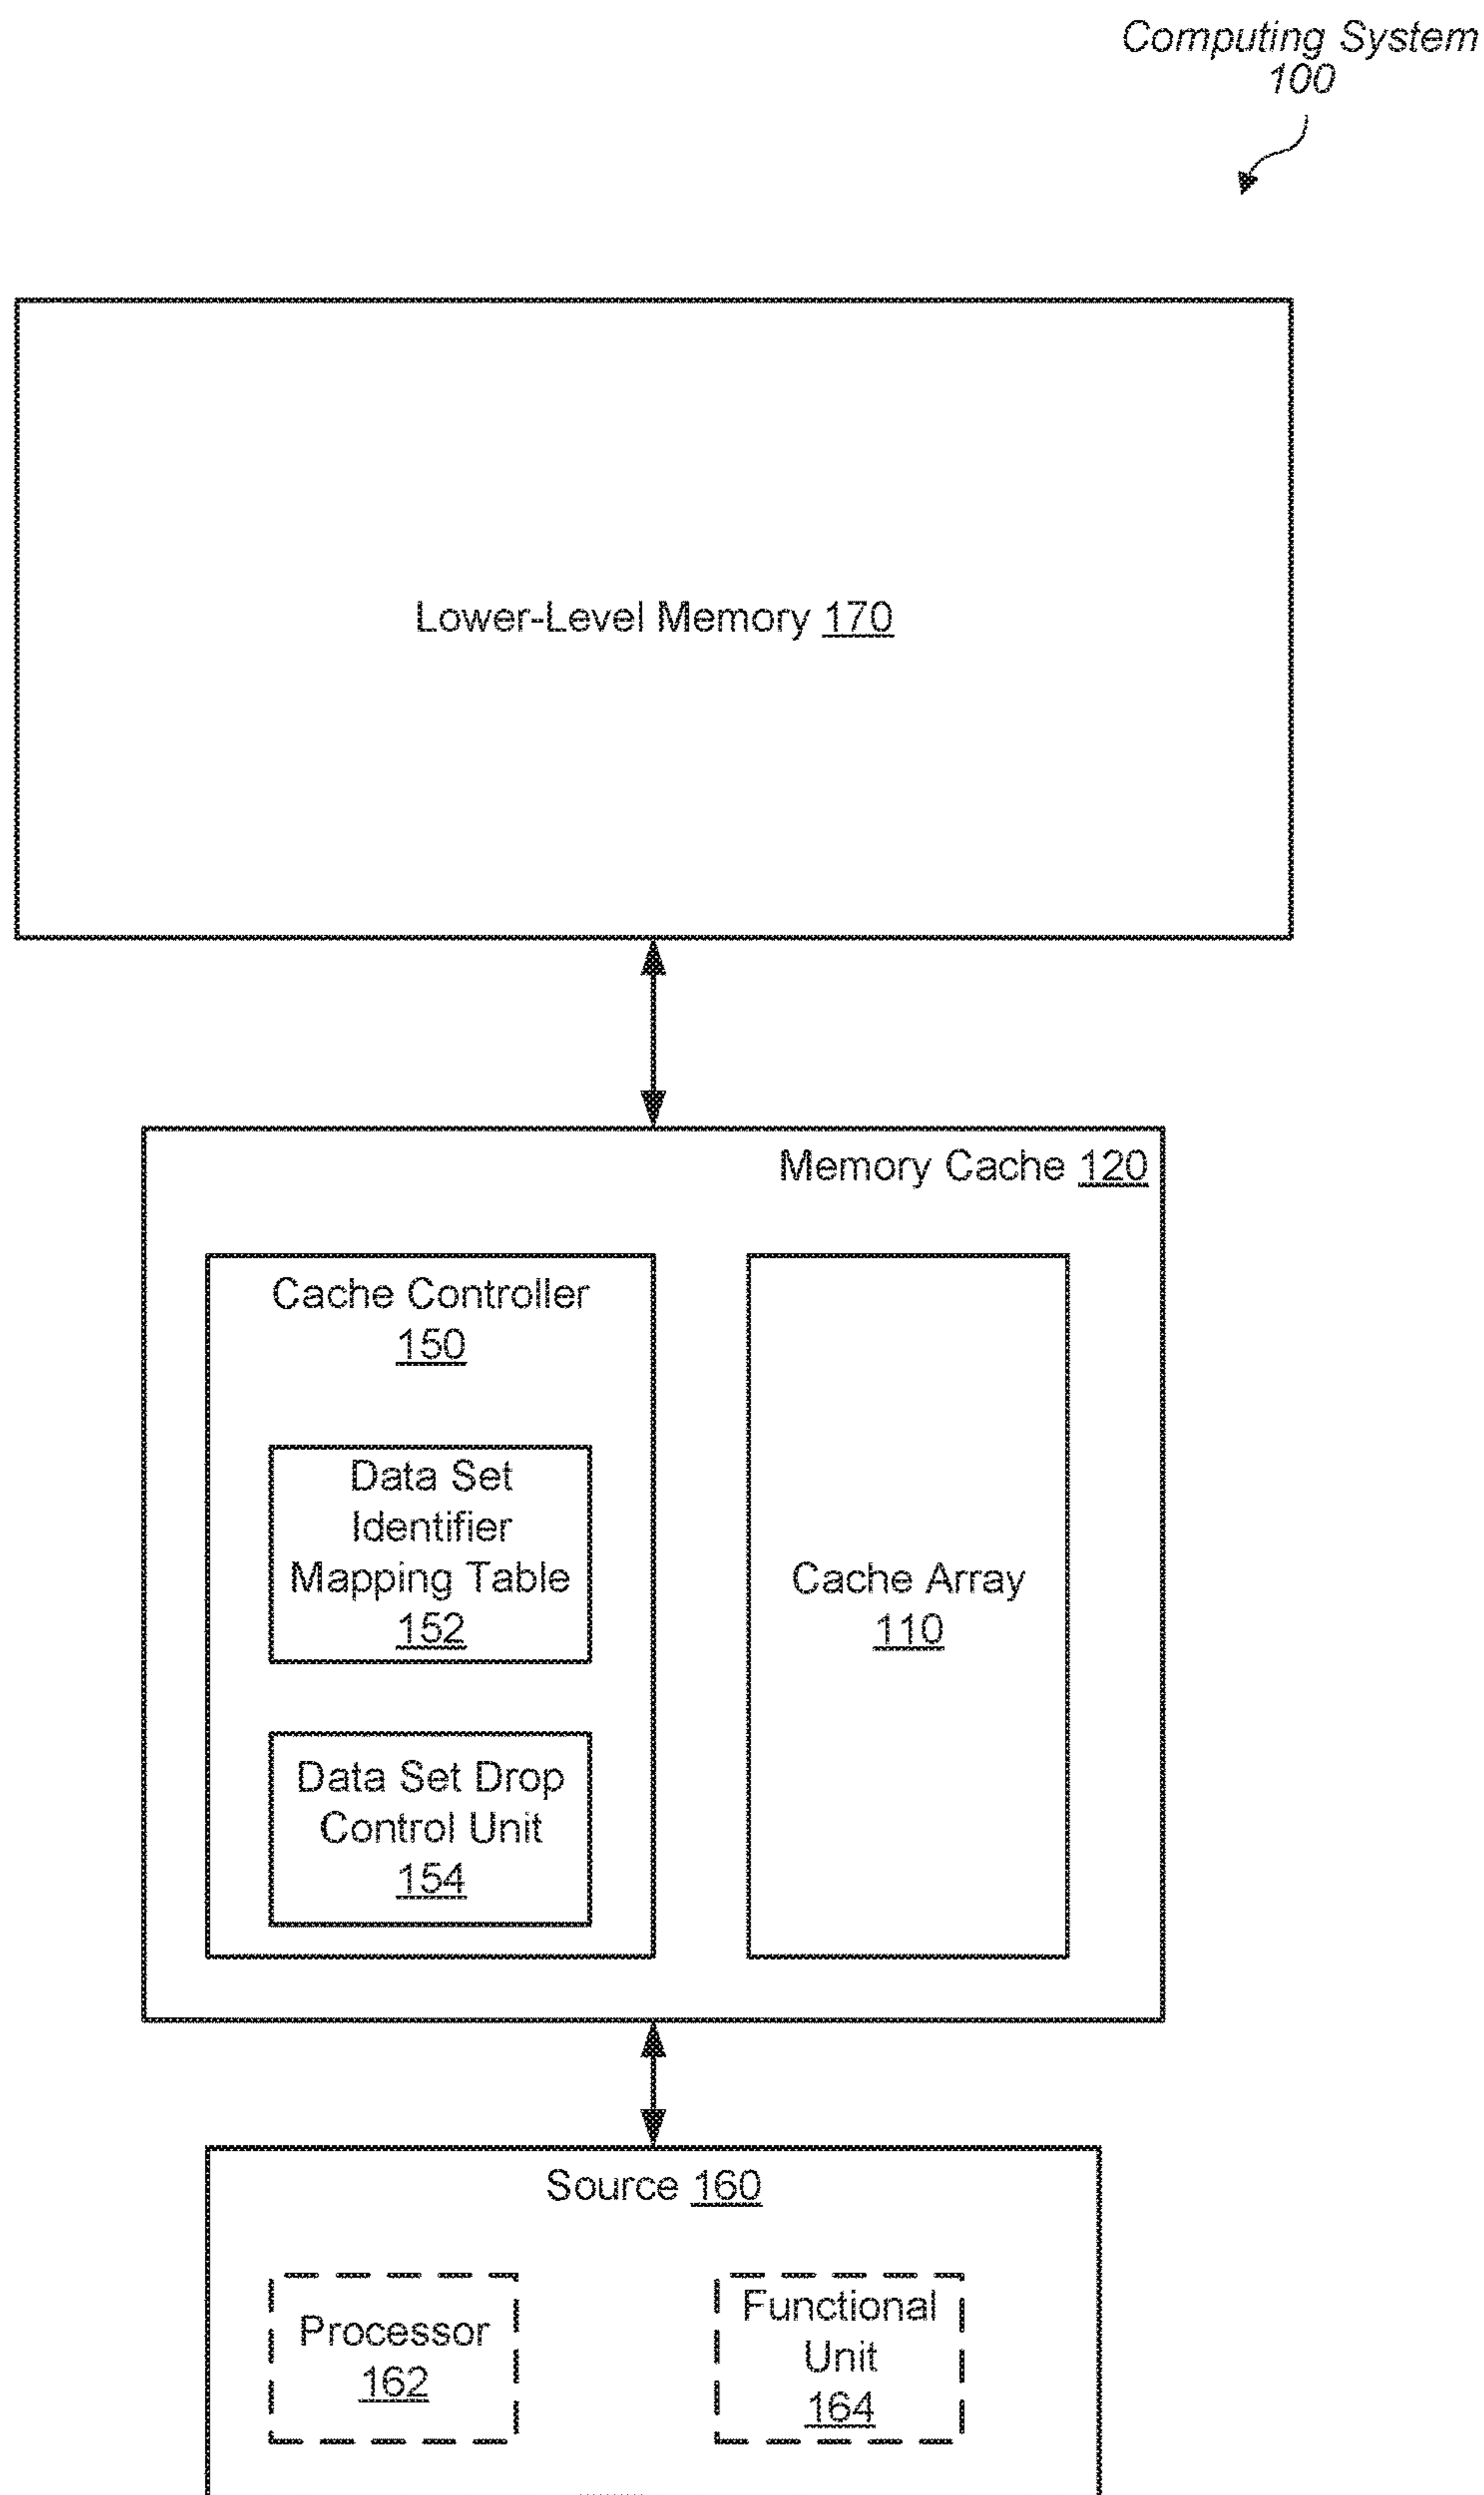 Computing System
100
Lower-Level Memory 170
Memory Cache 120
Cache Controller
150
Data Set
Identifier
Mapping Table
152
Data Set Drop
Control Unit
154
Cache Array
110
Source 160
Processor
162
Functional
Unit
164